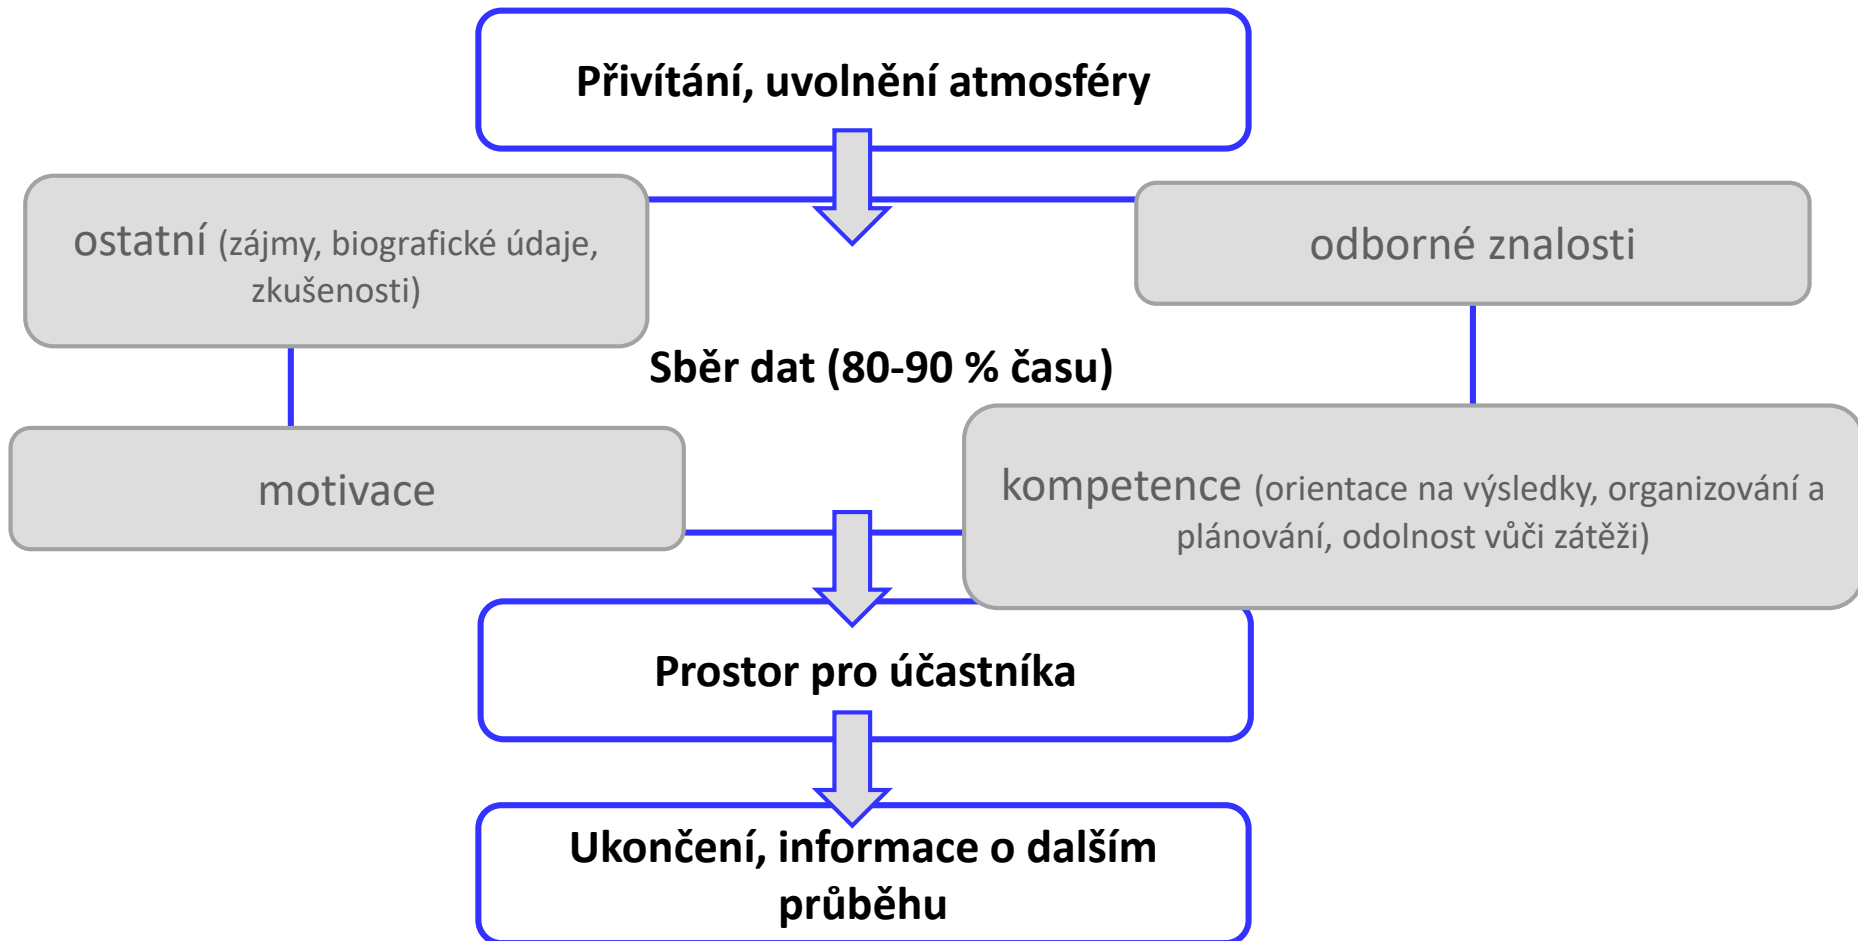 Přivítání, uvolnění atmosféry
ostatní (zájmy, biografické údaje,
zkušenosti)
odborné znalosti
Sběr dat (80-90 % času)
motivace
kompetence (orientace na výsledky, organizování a
plánování, odolnost vůči zátěži)
Prostor pro účastníka
Ukončení, informace o dalším
průběhu